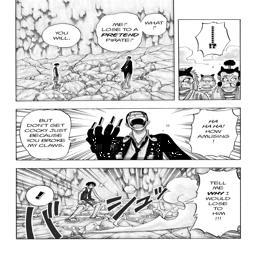 WHAT?
ME?
LOSE TO A
PRETEND
PIRATE?
YOU
WILL.
!!
!?
HA
HA HA!
HOW
AMUSING
BUT
DON'T GET
COCKY JUST
BECAUSE
YOU BROKE
MY CLAWS.
TELL
ME
WHY I
WOULD
LOSE
TO
HIM
!!!